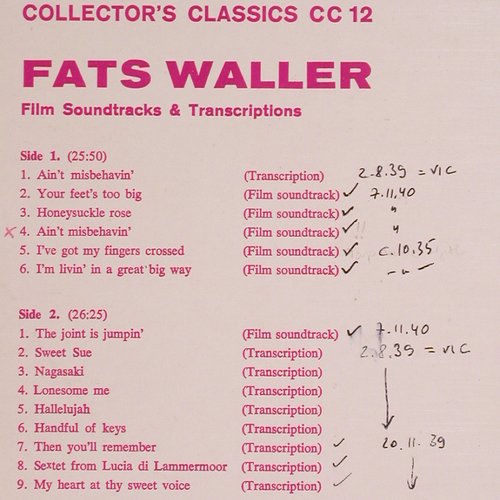 COLLECTOR'S CLASSICS CC 12
FATS WALLER
Film Soundtracks & Transcriptions
Side 1. (25:50)
1. Ain't misbehavin' (Transcription) 2.8.39 = VIC
2. Your feet's too big (Film soundtrack) ✓ 7.11.40
3. Honeysuckle rose (Film soundtrack) ✓ "
x 4. Ain't misbehavin' (Film soundtrack) ✓ "
5. I've got my fingers crossed (Film soundtrack) ✓ C.10.35
6. I'm livin' in a great big way (Film soundtrack) ✓ - " -
Side 2. (26:25)
1. The joint is jumpin' (Film soundtrack) ✓ 7.11.40
2. Sweet Sue (Transcription) 2.8.39 = VIC
3. Nagasaki (Transcription)
4. Lonesome me (Transcription)
5. Hallelujah (Transcription)
6. Handful of keys (Transcription)
7. Then you'll remember (Transcription) ✓ 20.11.39
8. Sextet from Lucia di Lammermoor (Transcription) ✓
9. My heart at thy sweet voice (Transcription) ✓